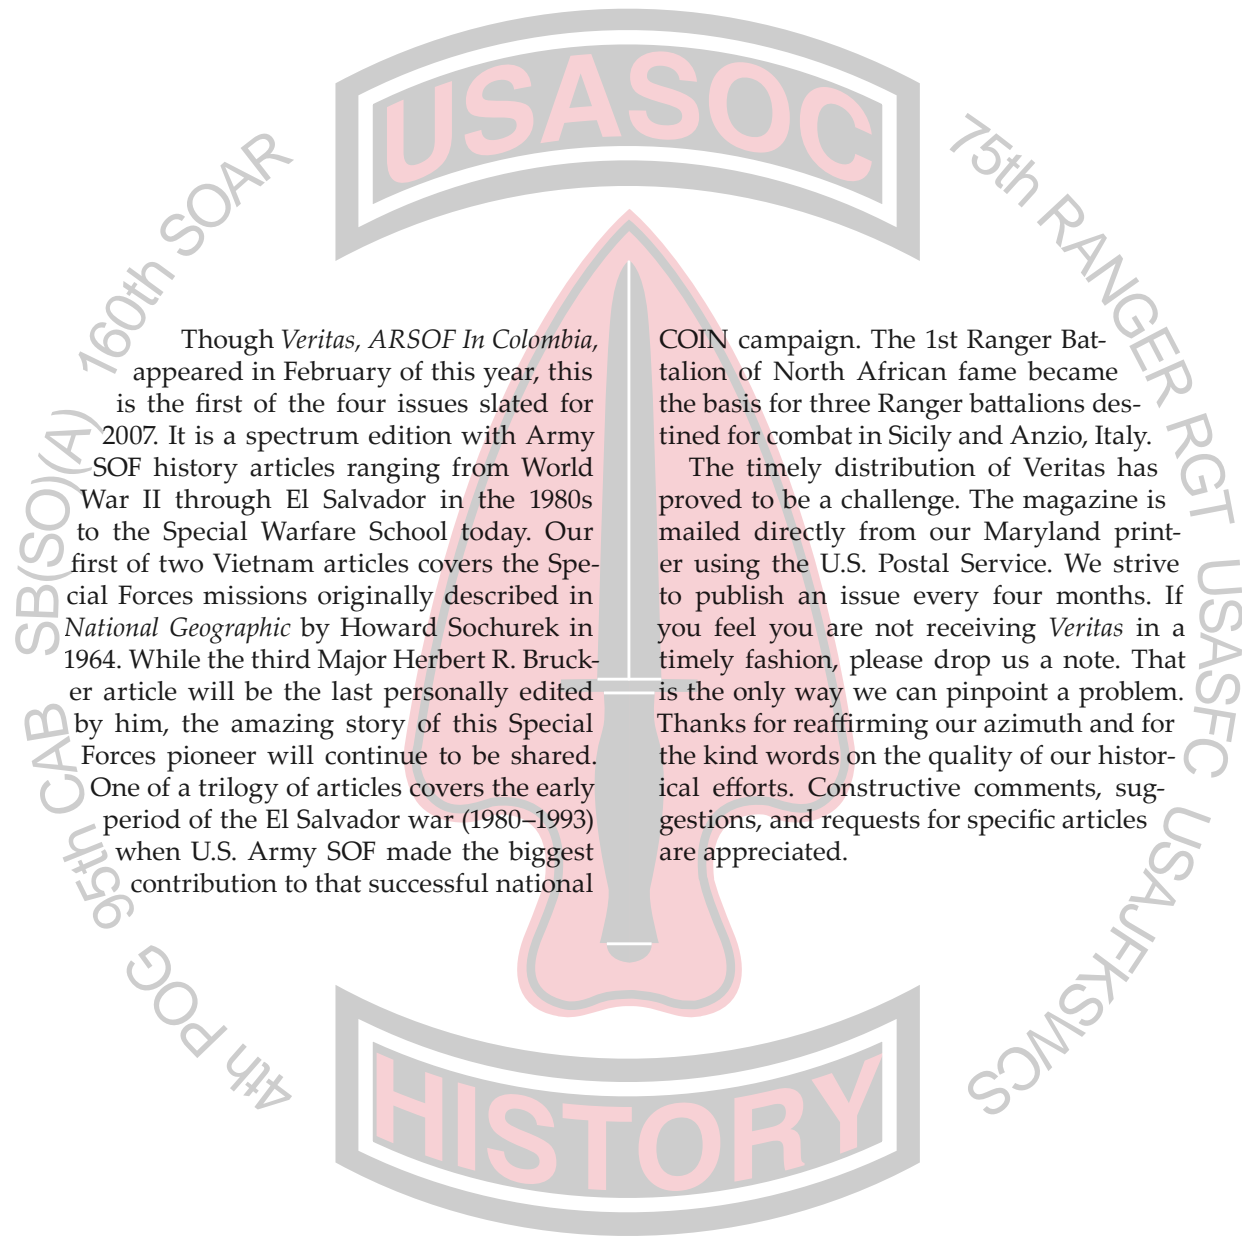 USASOC
160th SOAR
SB(SO)(A)
95th CAB
4th POG
75th RANGER RGT
USASFC
USAJFKSWCS
Though Veritas, ARSOF In Colombia,
appeared in February of this year, this
is the first of the four issues slated for
2007. It is a spectrum edition with Army
SOF history articles ranging from World
War II through El Salvador in the 1980s
to the Special Warfare School today. Our
first of two Vietnam articles covers the Spe-
cial Forces missions originally described in
National Geographic by Howard Sochurek in
1964. While the third Major Herbert R. Bruck-
er article will be the last personally edited
by him, the amazing story of this Special
Forces pioneer will continue to be shared.
One of a trilogy of articles covers the early
period of the El Salvador war (1980–1993)
when U.S. Army SOF made the biggest
contribution to that successful national
COIN campaign. The 1st Ranger Bat-
talion of North African fame became
the basis for three Ranger battalions des-
tined for combat in Sicily and Anzio, Italy.
The timely distribution of Veritas has
proved to be a challenge. The magazine is
mailed directly from our Maryland print-
er using the U.S. Postal Service. We strive
to publish an issue every four months. If
you feel you are not receiving Veritas in a
timely fashion, please drop us a note. That
is the only way we can pinpoint a problem.
Thanks for reaffirming our azimuth and for
the kind words on the quality of our histor-
ical efforts. Constructive comments, sug-
gestions, and requests for specific articles
are appreciated.
HISTORY